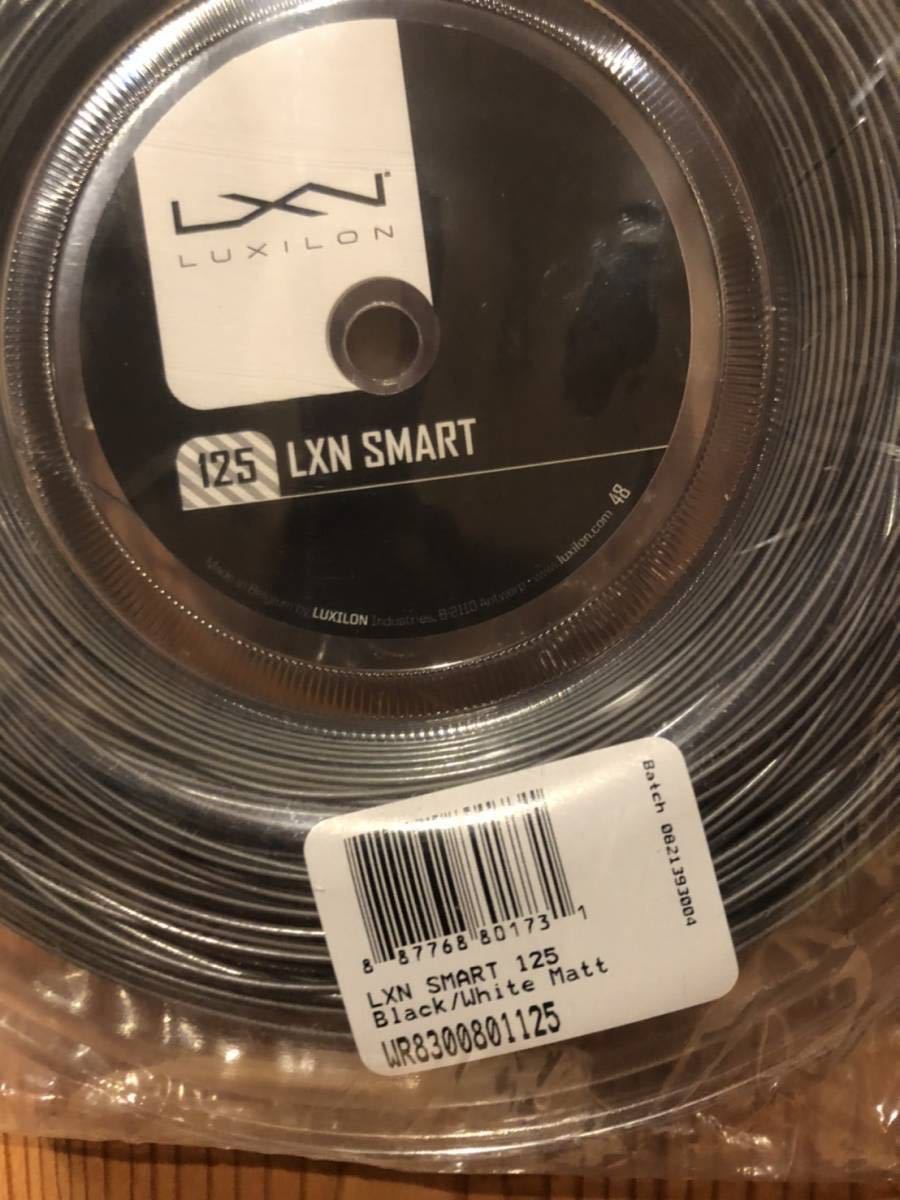 LXN®
LUXILON
125 LXN SMART
Made in Belgium by LUXILON Industries, B-2110 Antwerp • www.luxilon.com 48
Batch 0821393004
8 87768 80173 1
LXN SMART 125
Black/White Matt
WR8300801125